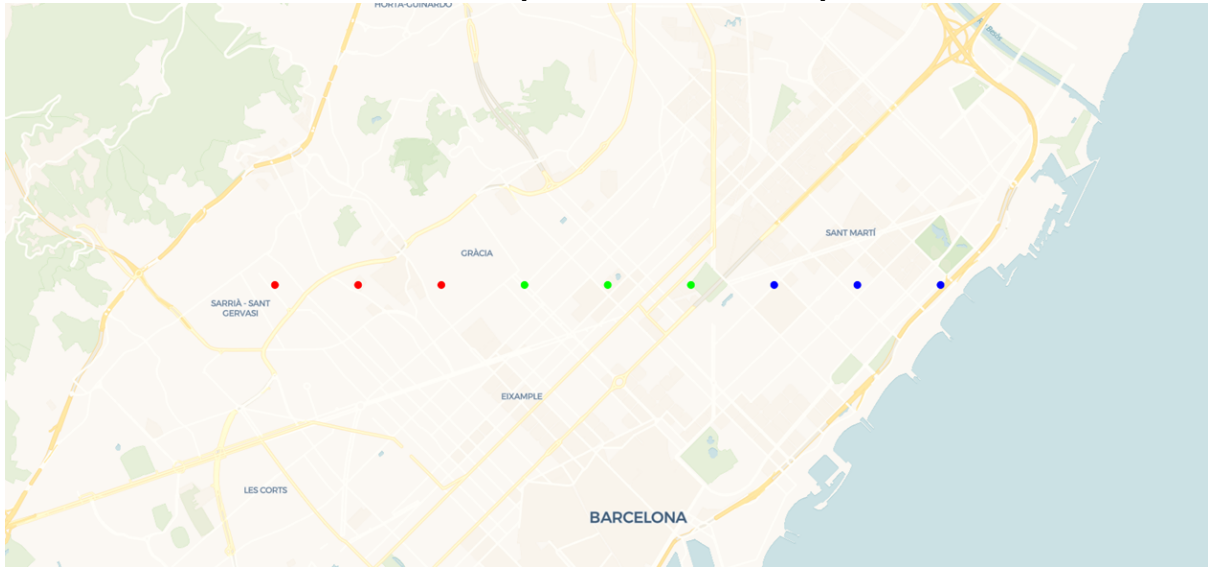 HORTA-GUINARDÓ
SANT MARTÍ
GRÀCIA
SARRIÀ - SANT
GERVASI
EIXAMPLE
LES CORTS
BARCELONA